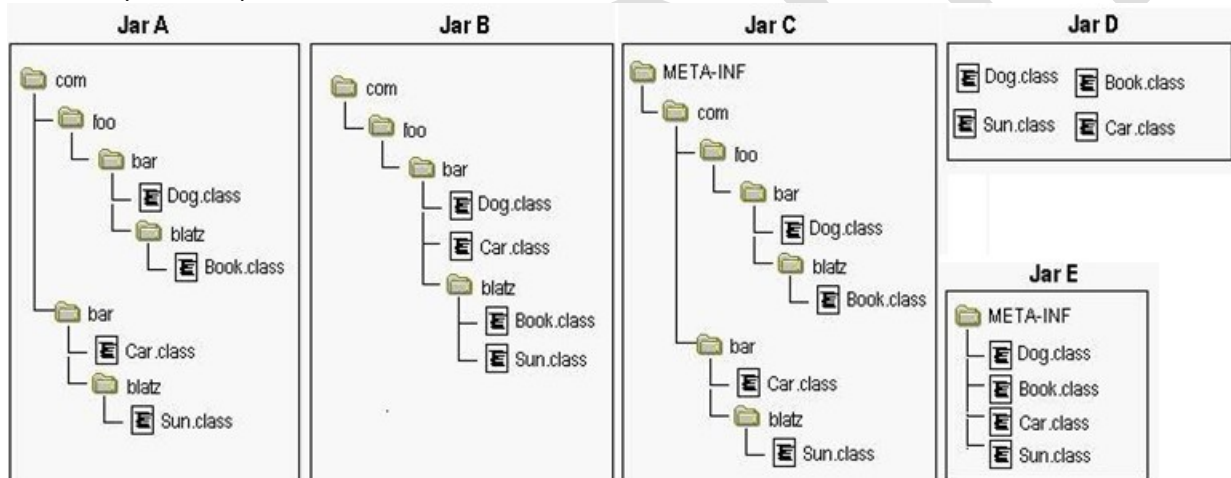 Jar A
com
foo
bar
Dog.class
blatz
Book.class
bar
Car.class
blatz
Sun.class
Jar B
com
foo
bar
Dog.class
Car.class
blatz
Book.class
Sun.class
Jar C
META-INF
com
foo
bar
Dog.class
blatz
Book.class
bar
Car.class
blatz
Sun.class
Jar D
Dog.class Book.class
Sun.class Car.class
Jar E
META-INF
Dog.class
Book.class
Car.class
Sun.class